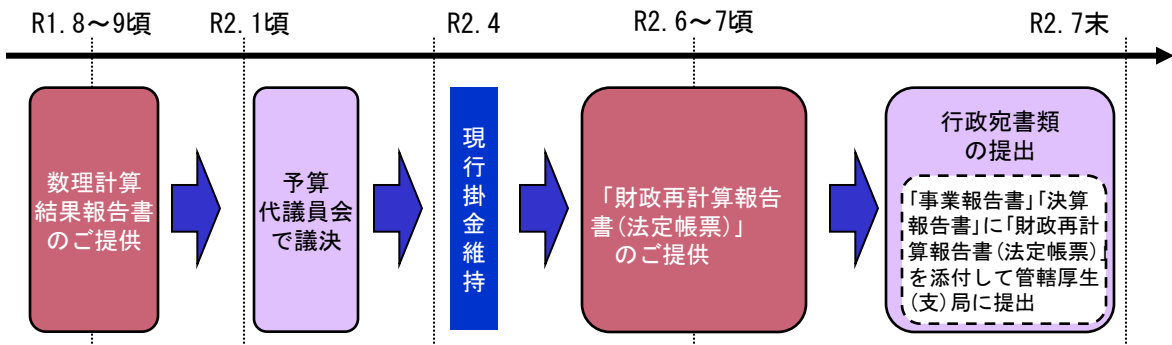 R1.8～9頃
R2.1頃
R2.4
R2.6～7頃
R2.7末
数理計算
結果報告書
のご提供
予算
代議員会
で議決
現行掛金維持
「財政再計算報告
書(法定帳票)」
のご提供
行政宛書類
の提出
「事業報告書」「決算
報告書」に「財政再計
算報告書(法定帳票)」
を添付して管轄厚生
(支)局に提出